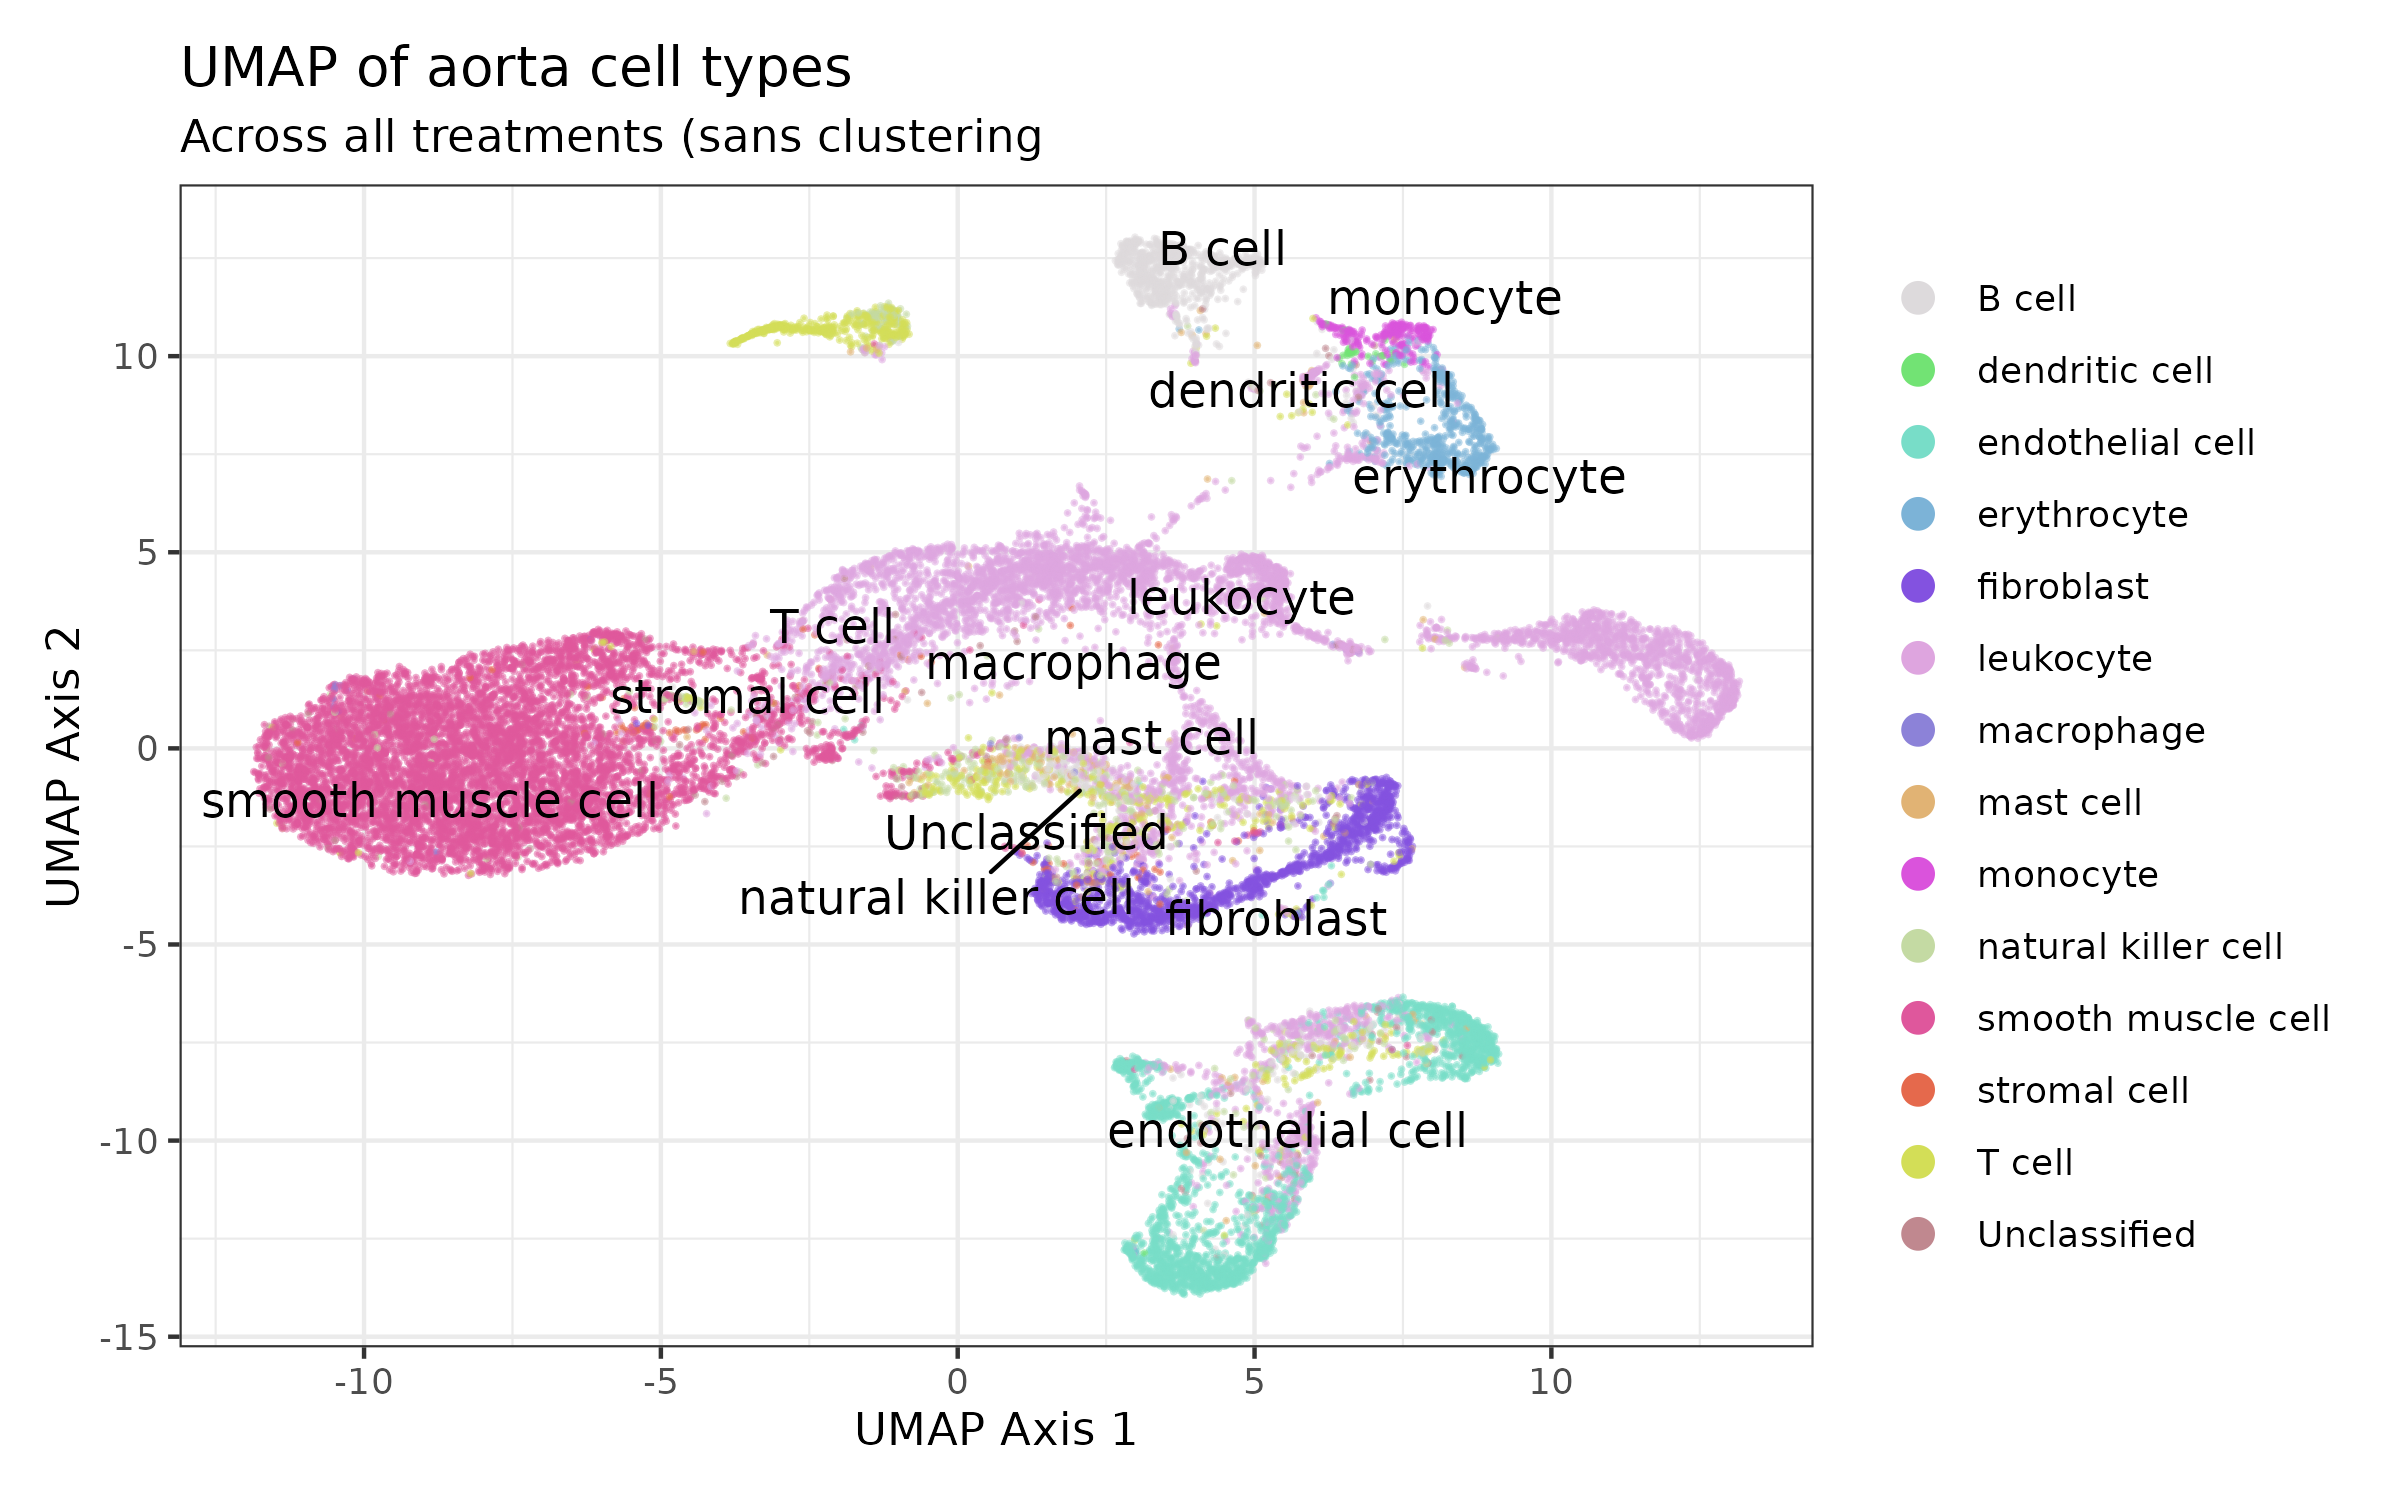 UMAP of aorta cell types
Across all treatments (sans clustering
B cell
monocyte
dendritic cell
erythrocyte
leukocyte
T cell
macrophage
stromal cell
mast cell
smooth muscle cell
Unclassified
natural killer cell
fibroblast
endothelial cell
10
5
0
-5
-10
-15
-10
-5
0
5
10
UMAP Axis 1
UMAP Axis 2
B cell
dendritic cell
endothelial cell
erythrocyte
fibroblast
leukocyte
macrophage
mast cell
monocyte
natural killer cell
smooth muscle cell
stromal cell
T cell
Unclassified